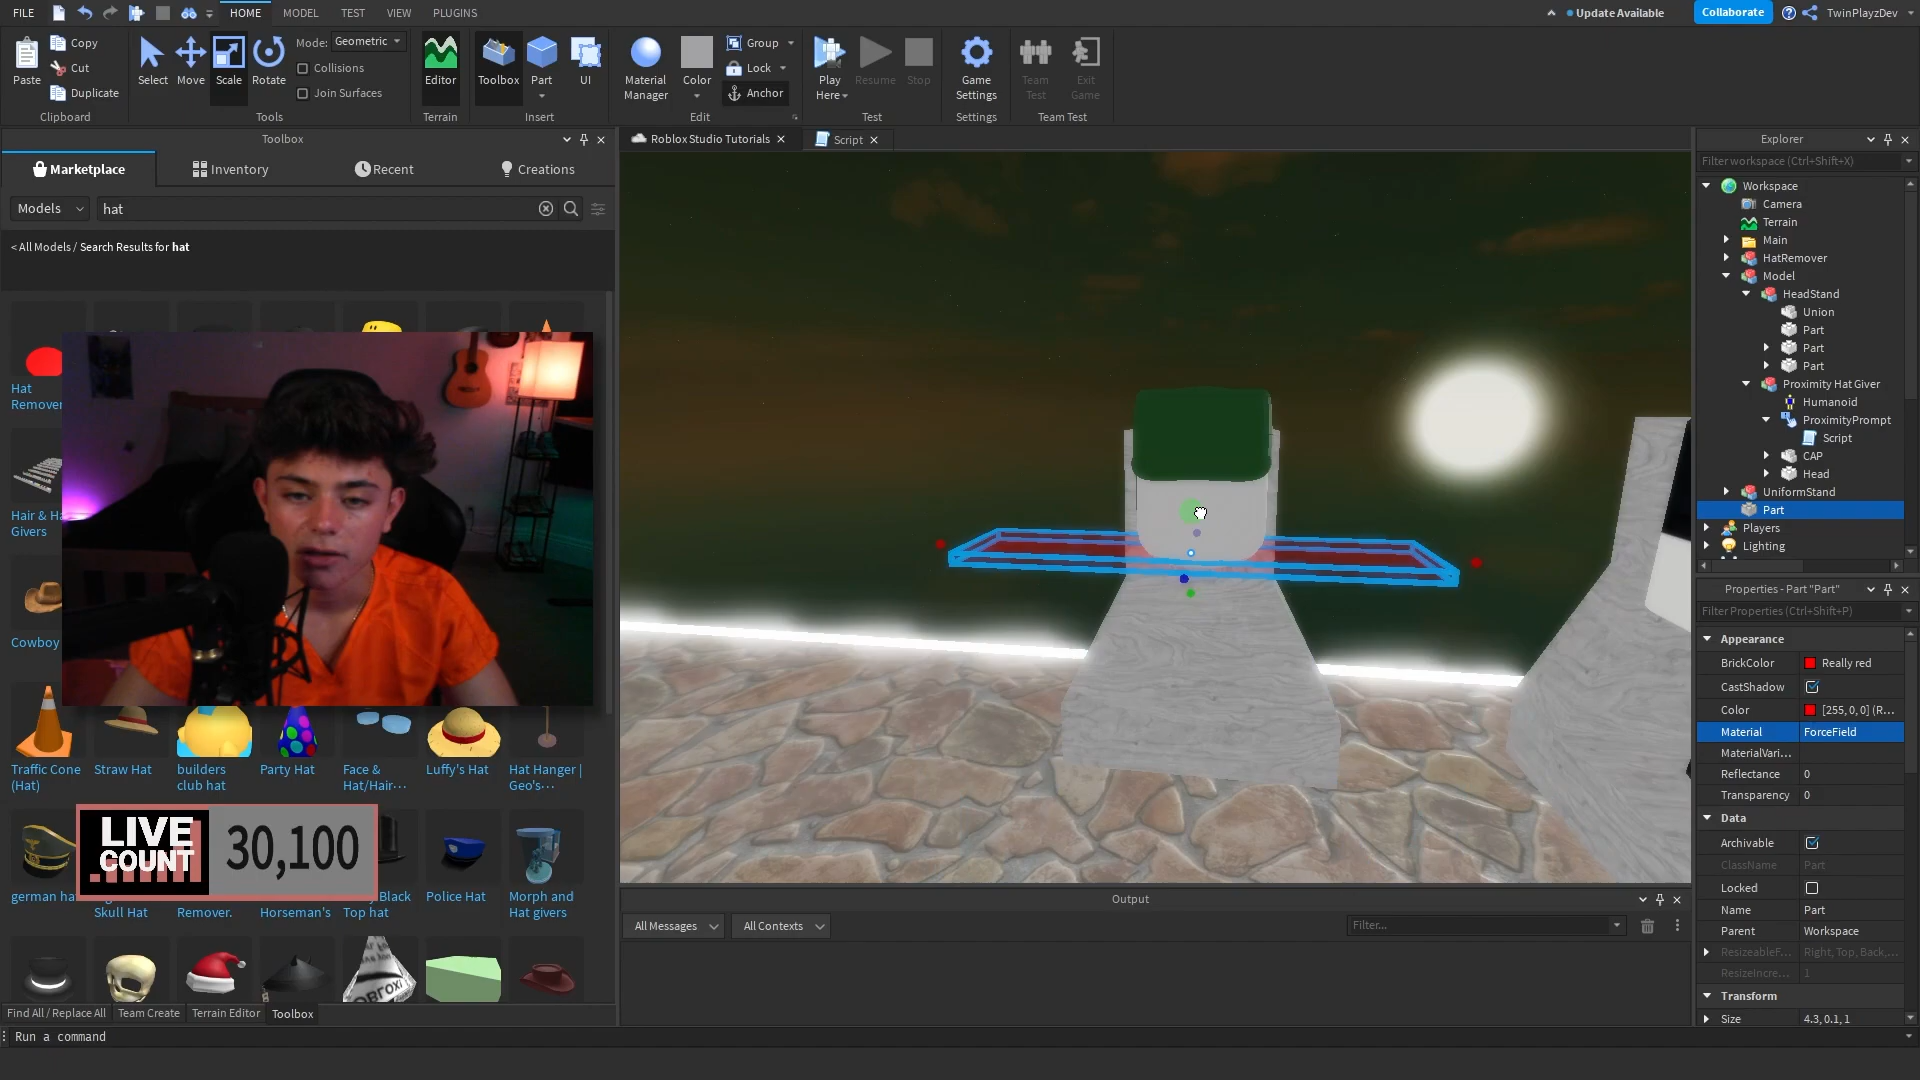 FILE
HOME
MODEL
TEST
VIEW
PLUGINS
Update Available
Collaborate
TwinPlayzDev
Paste
Copy
Cut
Duplicate
Clipboard
Select
Move
Scale
Rotate
Mode:
Geometric
Collisions
Join Surfaces
Tools
Editor
Terrain
Toolbox
Part
UI
Insert
Material
Manager
Color
Group
Lock
Anchor
Edit
Play
Here
Resume
Stop
Test
Game
Settings
Settings
Team
Test
Exit
Game
Team Test
Toolbox
Marketplace
Inventory
Recent
Creations
Models
hat
< All Models / Search Results for hat
Hat
Remover
Hair & Ha
Givers
Cowboy
Traffic Cone
(Hat)
Straw Hat
builders
club hat
Party Hat
Face &
Hat/Hair···
Luffy's Hat
Hat Hanger |
Geo's···
german ha
Skull Hat
Remover.
Horseman's
Black
Top hat
Police Hat
Morph and
Hat givers
LIVE
COUNT
30,100
Find All / Replace All
Team Create
Terrain Editor
Toolbox
Run a command
Roblox Studio Tutorials
Script
Output
All Messages
All Contexts
Filter...
Explorer
Filter workspace (Ctrl+Shift+X)
Workspace
Camera
Terrain
Main
HatRemover
Model
HeadStand
Union
Part
Part
Part
Proximity Hat Giver
Humanoid
ProximityPrompt
Script
CAP
Head
UniformStand
Part
Players
Lighting
Properties - Part "Part"
Filter Properties (Ctrl+Shift+P)
Appearance
BrickColor
Really red
CastShadow
Color
[255, 0, 0] (R...
Material
ForceField
MaterialVari...
Reflectance
0
Transparency
0
Data
Archivable
ClassName
Part
Locked
Name
Part
Parent
Workspace
ResizeableF...
Right, Top, Back,...
ResizeIncre...
1
Transform
Size
4.3, 0.1, 1